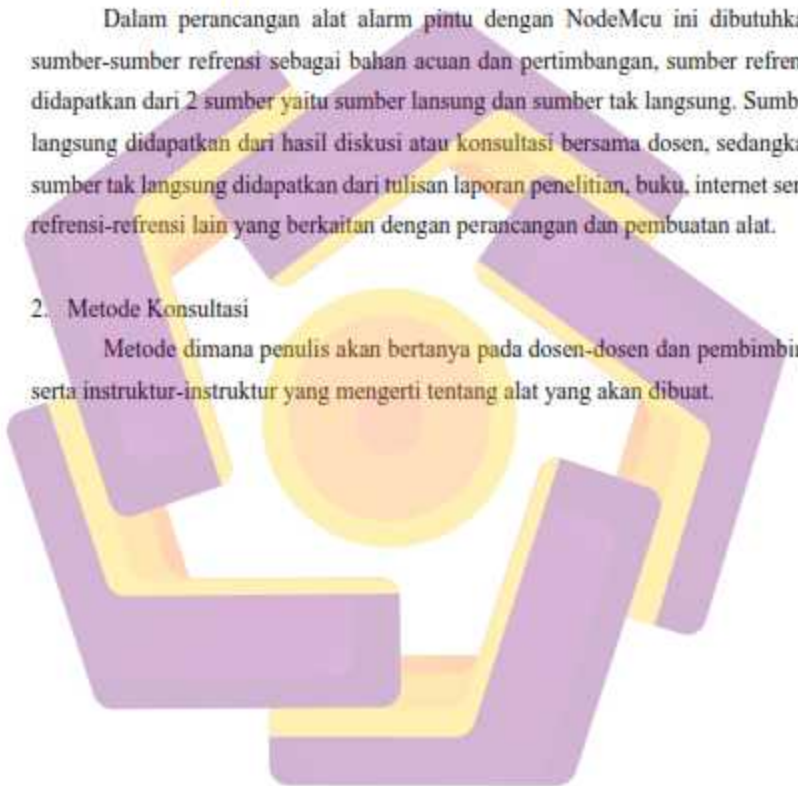 Dalam perancangan alat alarm pintu dengan NodeMcu ini dibutuhka
sumber-sumber refrensi sebagai bahan acuan dan pertimbangan, sumber refren
didapatkan dari 2 sumber yaitu sumber lansung dan sumber tak langsung. Sumb
langsung didapatkan dari hasil diskusi atau konsultasi bersama dosen, sedangka
sumber tak langsung didapatkan dari tulisan laporan penelitian, buku, internet ser
refrensi-refrensi lain yang berkaitan dengan perancangan dan pembuatan alat.
2. Metode Konsultasi
Metode dimana penulis akan bertanya pada dosen-dosen dan pembimbin
serta instruktur-instruktur yang mengerti tentang alat yang akan dibuat.